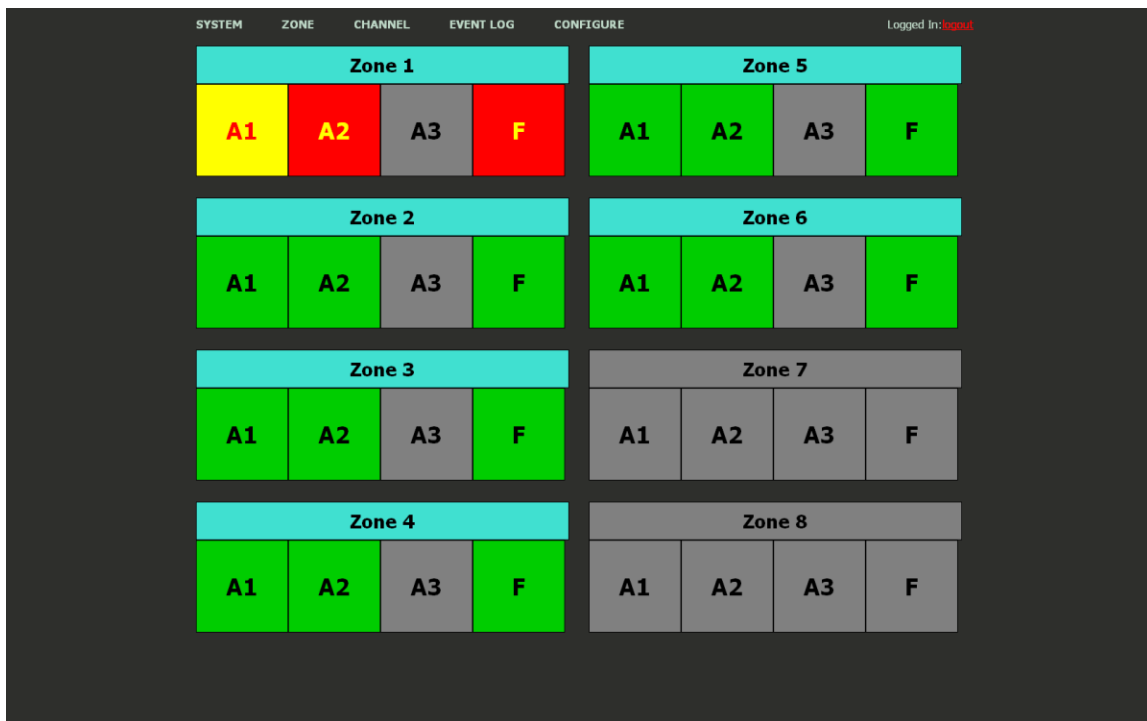 SYSTEM ZONE CHANNEL EVENT LOG CONFIGURE Logged In:logout
Zone 1
A1 A2 A3 F
Zone 5
A1 A2 A3 F
Zone 2
A1 A2 A3 F
Zone 6
A1 A2 A3 F
Zone 3
A1 A2 A3 F
Zone 7
A1 A2 A3 F
Zone 4
A1 A2 A3 F
Zone 8
A1 A2 A3 F